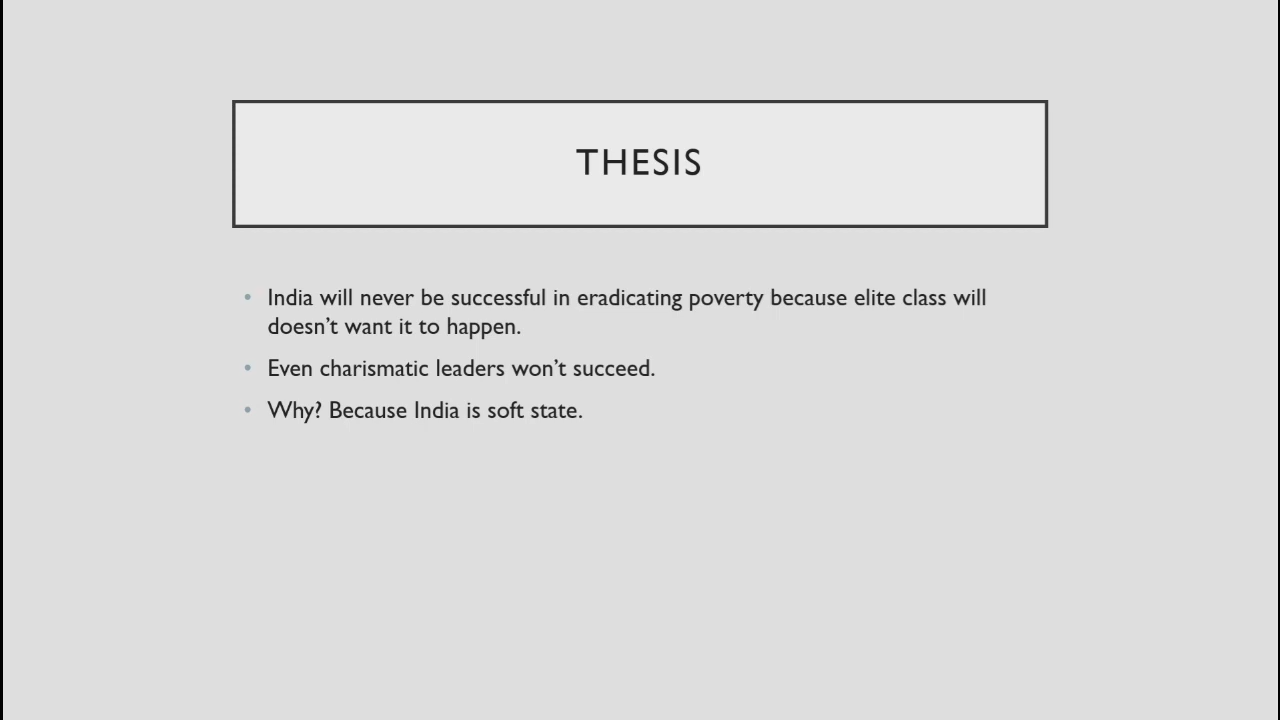 THESIS
• India will never be successful in eradicating poverty because elite class will
doesn’t want it to happen.
• Even charismatic leaders won’t succeed.
• Why? Because India is soft state.